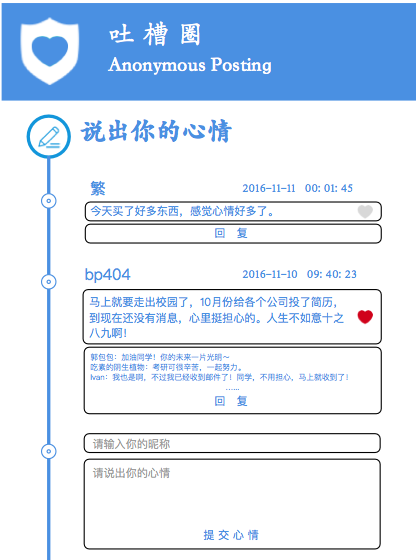 吐槽圈
Anonymous Posting
说出你的心情
繁 2016-11-11 00: 01: 45
今天买了好多东西，感觉心情好多了。
回 复
bp404 2016-11-10 09: 40: 23
马上就要走出校园了，10月份给各个公司投了简历，
到现在还没有消息，心里挺担心的。人生不如意十之
八九啊！
郭包包：加油同学！你的未来一片光明～
吃素的阴生植物：考研可很辛苦，一起努力。
Ivan：我也是啊，不过我已经收到邮件了！同学，不用担心，马上就收到了！
......
回 复
请输入你的昵称
请说出你的心情
提 交 心 情